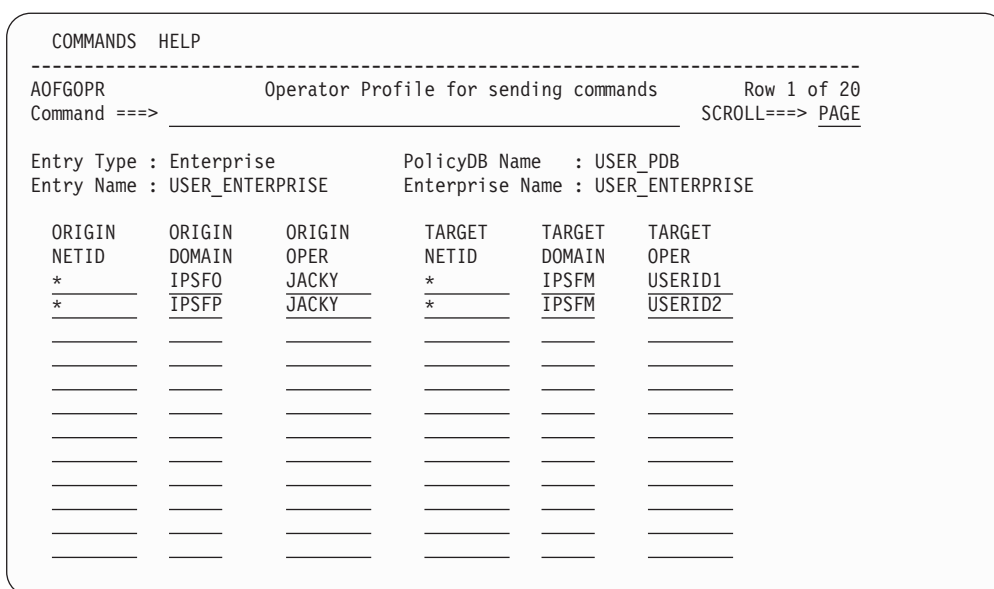 COMMANDS HELP
-------------------------------------------------------------------------------
AOFGOPR Operator Profile for sending commands Row 1 of 20
Command ===> SCROLL===> PAGE
Entry Type : Enterprise PolicyDB Name : USER_PDB
Entry Name : USER_ENTERPRISE Enterprise Name : USER_ENTERPRISE
ORIGIN ORIGIN ORIGIN TARGET TARGET TARGET
NETID DOMAIN OPER NETID DOMAIN OPER
* IPSFO JACKY * IPSFM USERID1
* IPSFP JACKY * IPSFM USERID2